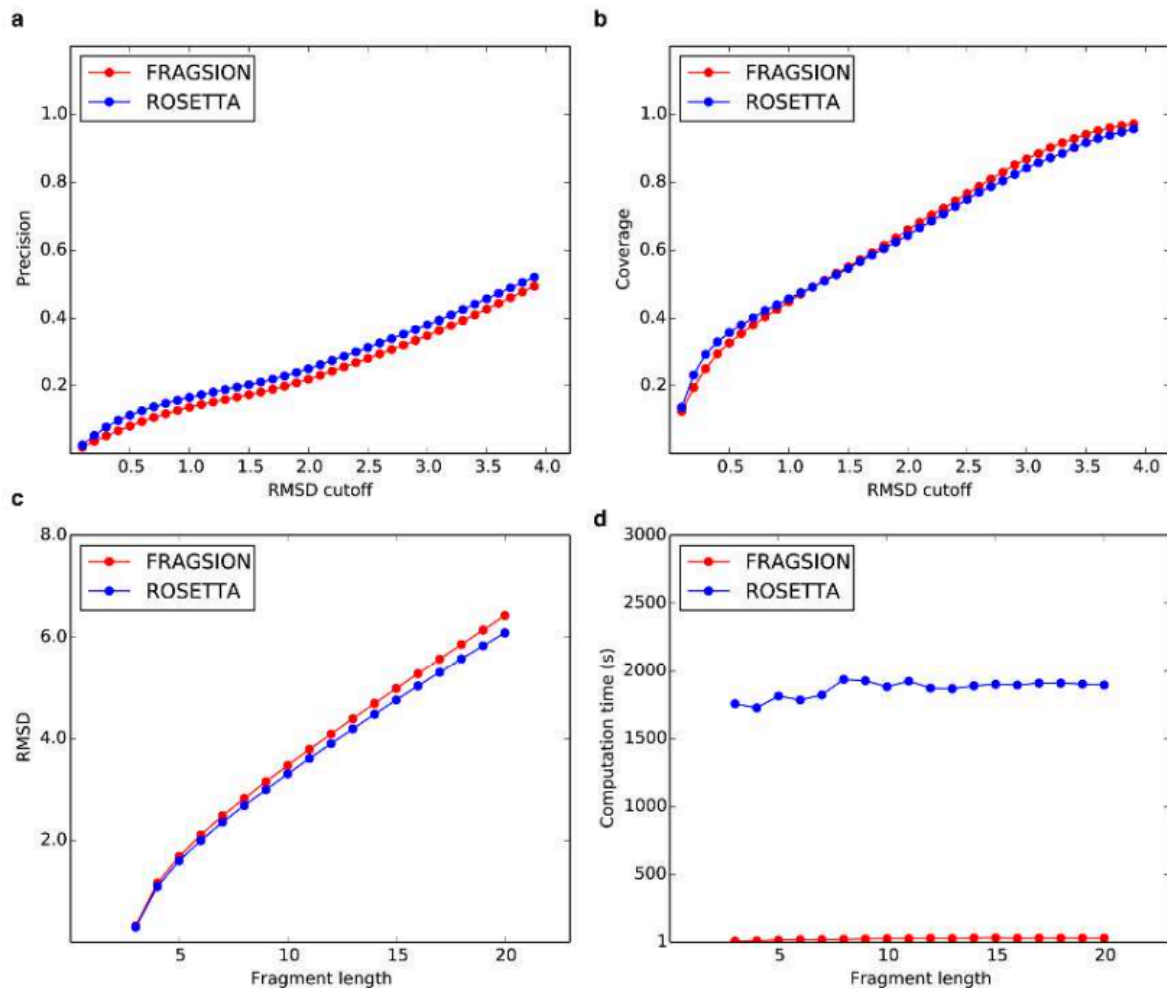 a
FRAGSION
ROSETTA
1.0
0.8
0.6
0.4
0.2
Precision
0.5 1.0 1.5 2.0 2.5 3.0 3.5 4.0
RMSD cutoff
b
FRAGSION
ROSETTA
1.0
0.8
0.6
0.4
0.2
Coverage
0.5 1.0 1.5 2.0 2.5 3.0 3.5 4.0
RMSD cutoff
c
FRAGSION
ROSETTA
8.0
6.0
4.0
2.0
RMSD
5 10 15 20
Fragment length
d
FRAGSION
ROSETTA
3000
2500
2000
1500
1000
500
1
Computation time (s)
5 10 15 20
Fragment length